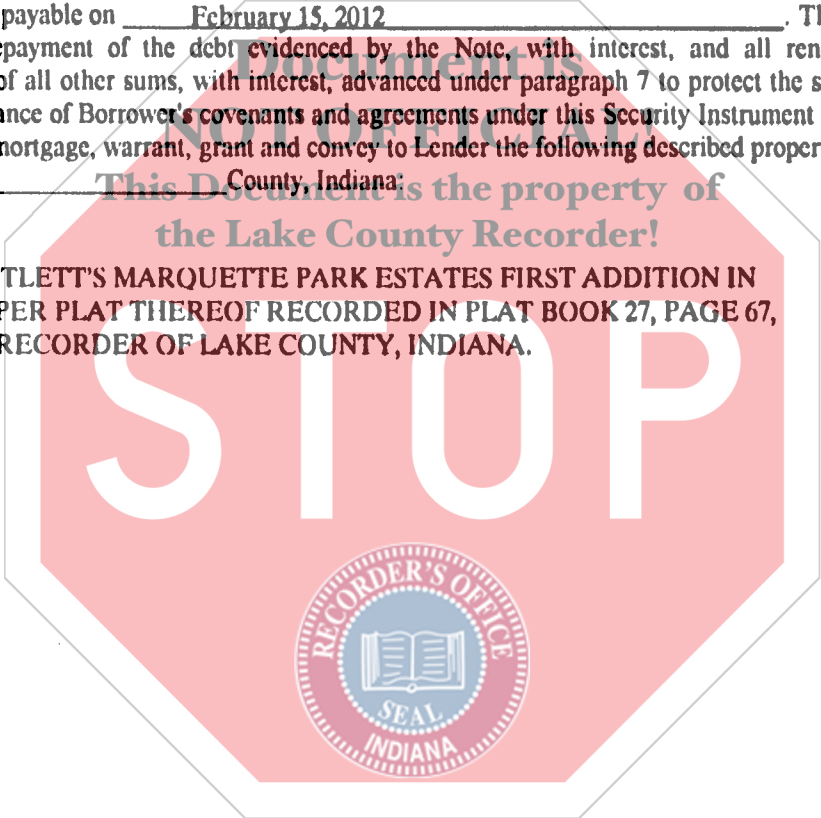 payable on February 15, 2012. Th
epayment of the debt evidenced by the Note, with interest, and all ren
of all other sums, with interest, advanced under paragraph 7 to protect the s
ance of Borrower's covenants and agreements under this Security Instrument
mortgage, warrant, grant and convey to Lender the following described proper
County, Indiana:
Document is
NOT OFFICIAL!
This Document is the property of
the Lake County Recorder!
TLETT'S MARQUETTE PARK ESTATES FIRST ADDITION IN
PER PLAT THEREOF RECORDED IN PLAT BOOK 27, PAGE 67,
RECORDER OF LAKE COUNTY, INDIANA.
STOP
RECORDER'S OFFICE
SEAL
INDIANA